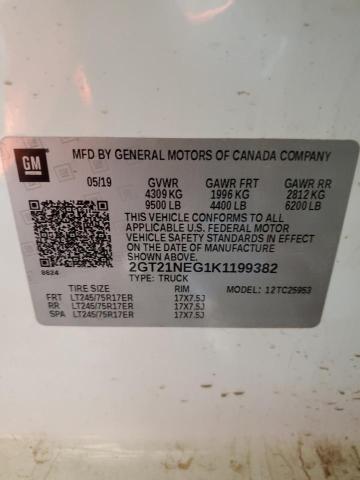 GM
MFD BY GENERAL MOTORS OF CANADA COMPANY
05/19 GVWR GAWR FRT GAWR RR
4309 KG 1996 KG 2812 KG
9500 LB 4400 LB 6200 LB
THIS VEHICLE CONFORMS TO ALL
APPLICABLE U.S. FEDERAL MOTOR
VEHICLE SAFETY STANDARDS IN EFFECT
ON THE DATE OF MANUFACTURE
SHOWN ABOVE.
8624 2GT21NEG1K1199382
TYPE: TRUCK MODEL: 12TC25953
TIRE SIZE RIM
FRT LT245/75R17ER 17X7.5J
RR LT245/75R17ER 17X7.5J
SPA LT245/75R17ER 17X7.5J